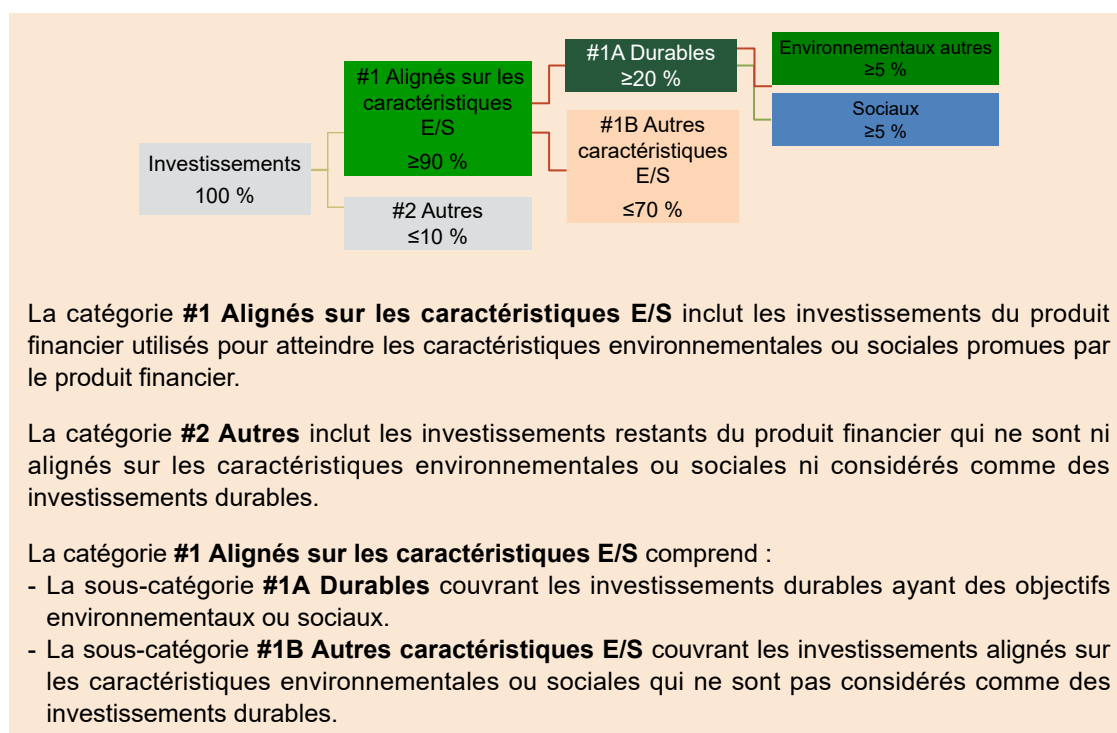 Investissements
100 %
#1 Alignés sur les
caractéristiques
E/S
≥90 %
#2 Autres
≤10 %
#1A Durables
≥20 %
#1B Autres
caractéristiques
E/S
≤70 %
Environnementaux autres
≥5 %
Sociaux
≥5 %
La catégorie #1 Alignés sur les caractéristiques E/S inclut les investissements du produit
financier utilisés pour atteindre les caractéristiques environnementales ou sociales promues par
le produit financier.
La catégorie #2 Autres inclut les investissements restants du produit financier qui ne sont ni
alignés sur les caractéristiques environnementales ou sociales ni considérés comme des
investissements durables.
La catégorie #1 Alignés sur les caractéristiques E/S comprend :
- La sous-catégorie #1A Durables couvrant les investissements durables ayant des objectifs
environnementaux ou sociaux.
- La sous-catégorie #1B Autres caractéristiques E/S couvrant les investissements alignés sur
les caractéristiques environnementales ou sociales qui ne sont pas considérés comme des
investissements durables.